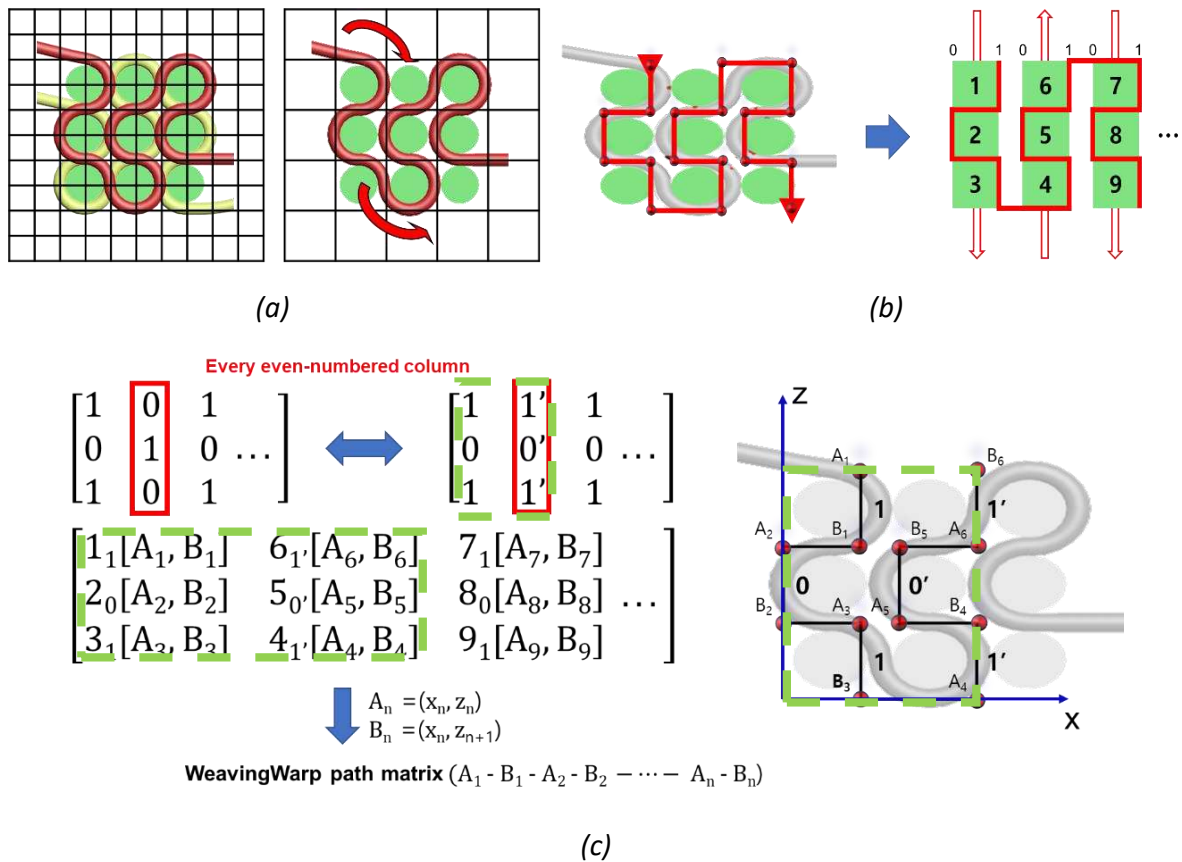 0 1 0 1 0 1
1 6 7
2 5 8 ...
3 4 9
(a)
(b)
Every even-numbered column
1 0 1
0 1 0 ...
1 0 1
1 1' 1
0 0' 0 ...
1 1' 1
1₁[A₁, B₁] 6₁'[A₆, B₆] 7₁[A₇, B₇]
2₀[A₂, B₂] 5₀'[A₅, B₅] 8₀[A₈, B₈] ...
3₁[A₃, B₃] 4₁'[A₄, B₄] 9₁[A₉, B₉]
Aₙ = (xₙ, zₙ)
Bₙ = (xₙ, zₙ₊₁)
WeavingWarp path matrix (A₁ - B₁ - A₂ - B₂ − ⋯ − Aₙ - Bₙ)
Z
A₁ B₆
1 1'
A₂ B₁ B₅ A₆
0 0'
B₂ A₃ A₅ B₄
1 1'
B₃ A₄
X
(c)